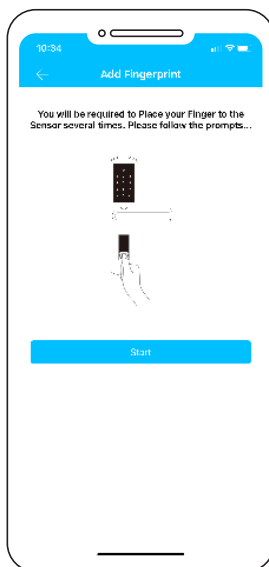 10:34
Add Fingerprint
You will be required to Place your Finger to the
Sensor several times. Please follow the prompts...
Start